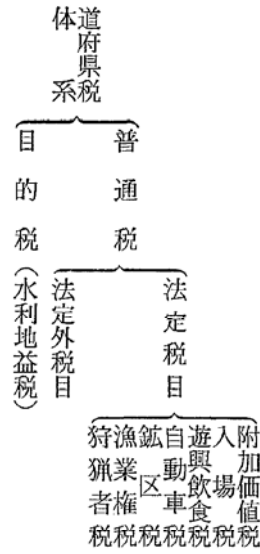 道府県税
体系
普通税
法定税目
附加価値税
入場税
遊興飲食税
自動車税
鉱区税
漁業権税
狩猟者税
法定外税目
目的税(水利地益税)